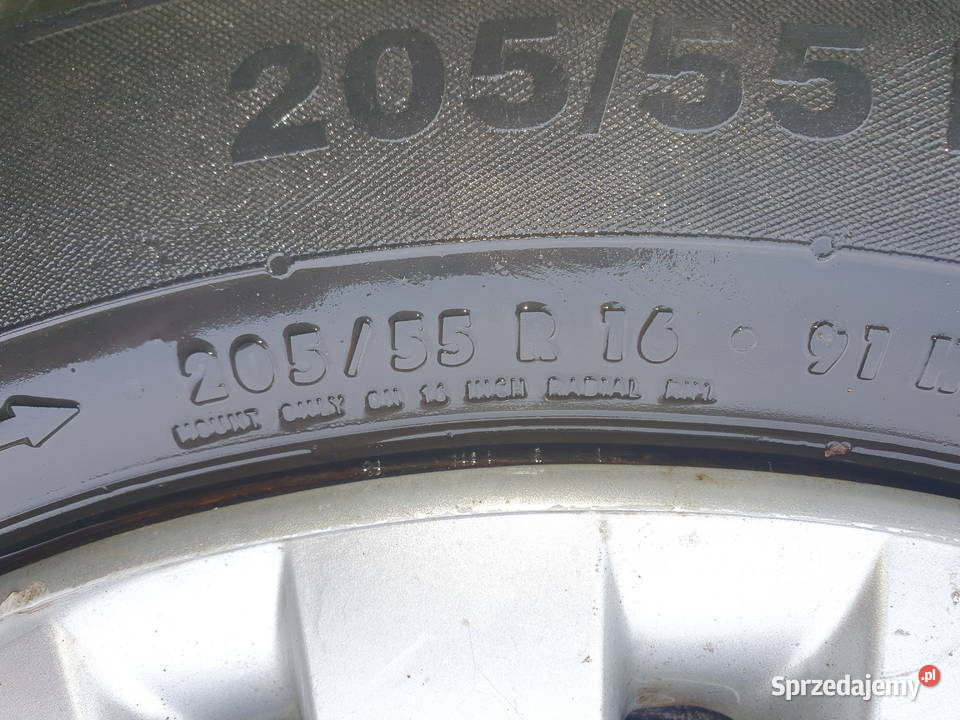 205/55
205/55 R 16 • 91
MOUNT ONLY ON 16 INCH RADIAL RIM.
Sprzedajemy.pl